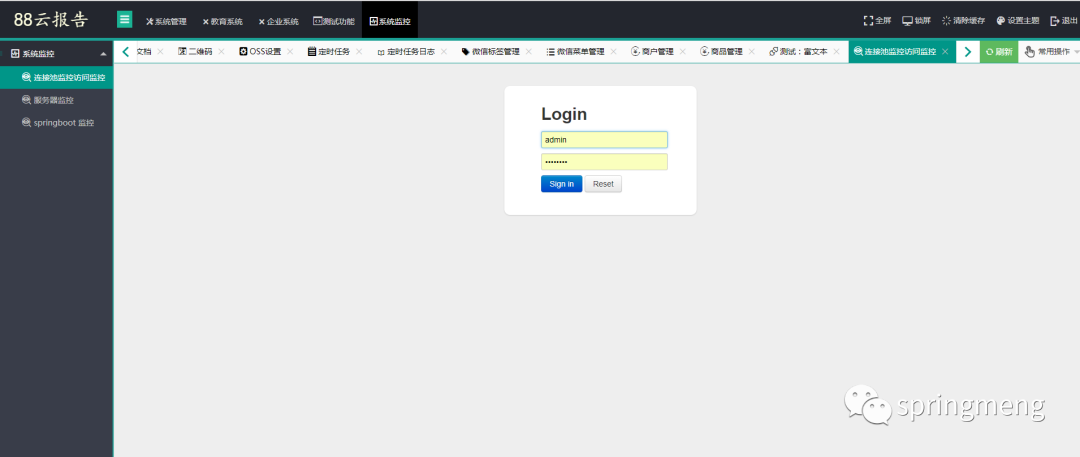 88云报告 系统管理 教育系统 企业系统 测试功能 系统监控 全屏 锁屏 清除缓存 设置主题 退出
系统监控 文档 二维码 OSS设置 定时任务 定时任务日志 微信标签管理 微信菜单管理 商户管理 商品管理 测试：富文本 连接池监控访问监控 刷新 常用操作
连接池监控访问监控
服务器监控
springboot 监控
Login
admin
••••••••
Sign in Reset
springmeng